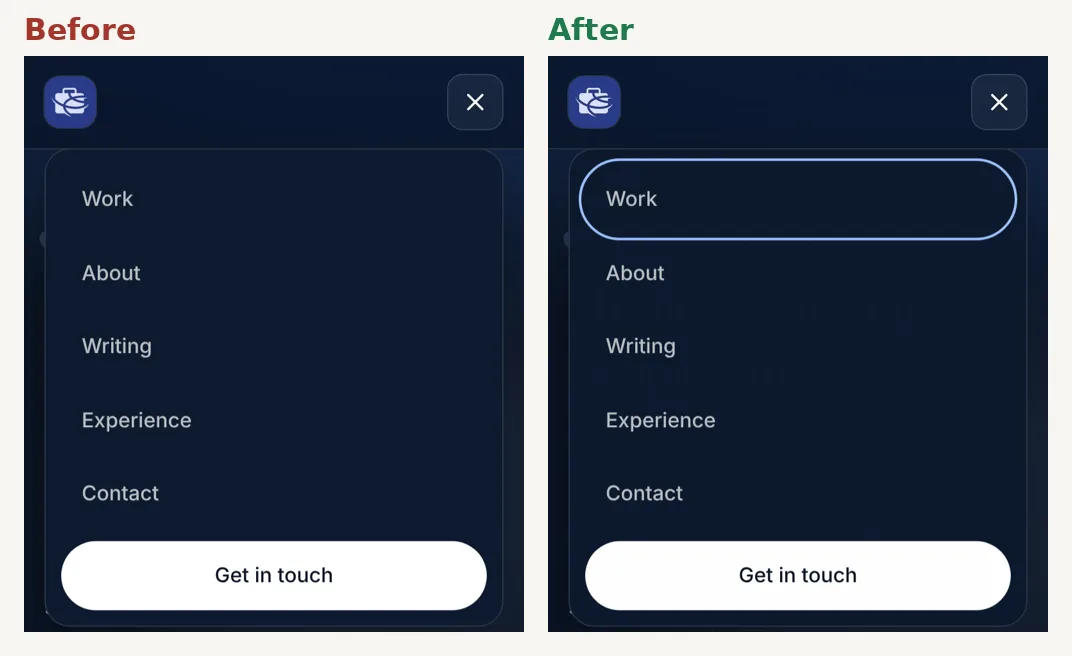 Before
After
Work
About
Writing
Experience
Contact
Get in touch
Work
About
Writing
Experience
Contact
Get in touch